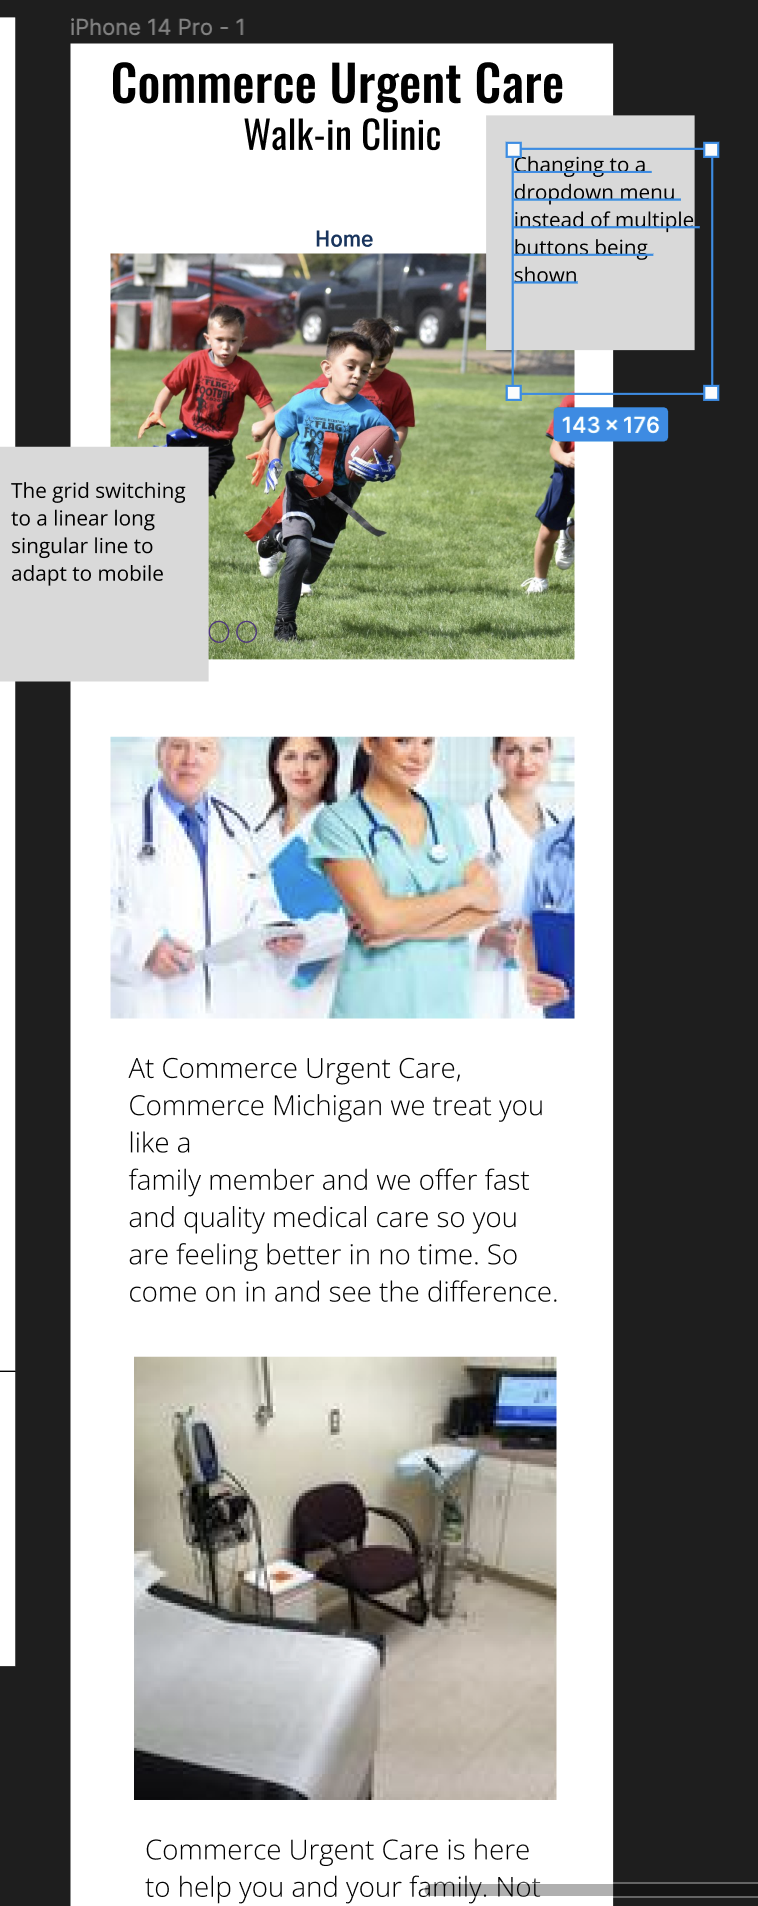 iPhone 14 Pro - 1
Commerce Urgent Care
Walk-in Clinic
Changing to a
dropdown menu
instead of multiple
buttons being
shown
Home
143 × 176
FLAG
FOOTBALL
FLAG
The grid switching
to a linear long
singular line to
adapt to mobile
At Commerce Urgent Care,
Commerce Michigan we treat you
like a
family member and we offer fast
and quality medical care so you
are feeling better in no time. So
come on in and see the difference.
Commerce Urgent Care is here
to help you and your family. Not